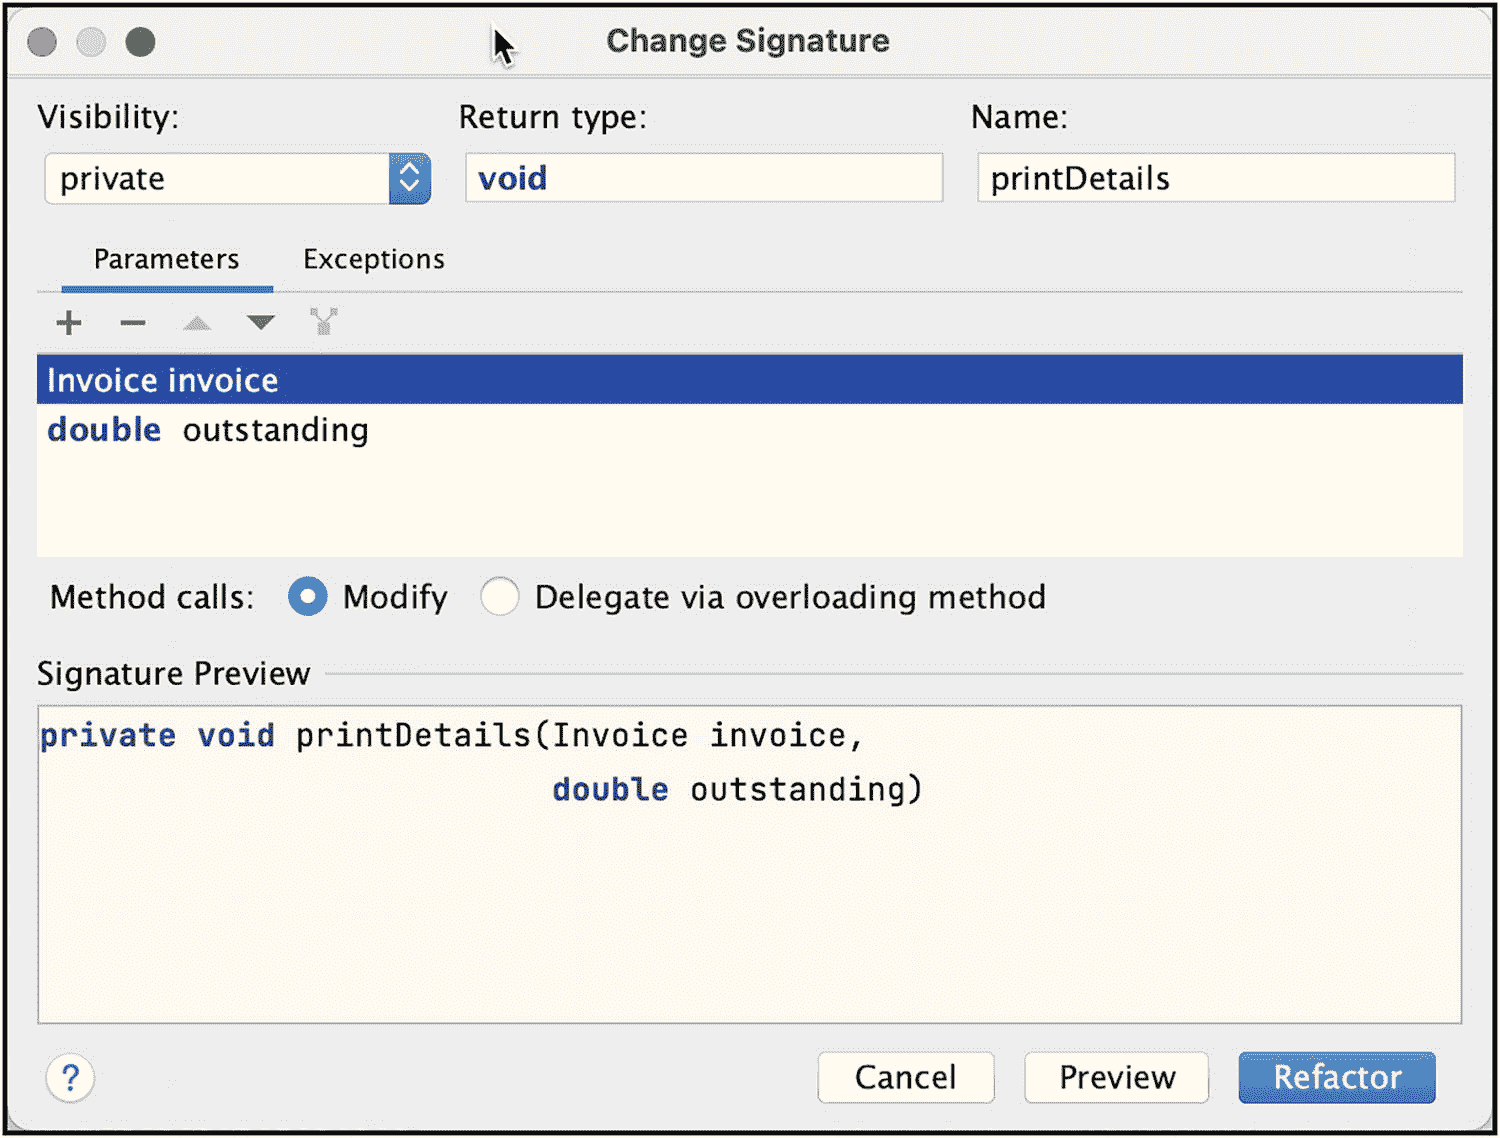 Change Signature
Visibility: Return type: Name:
private void printDetails
Parameters Exceptions
Invoice invoice
double outstanding
Method calls: Modify Delegate via overloading method
Signature Preview
private void printDetails(Invoice invoice,
double outstanding)
? Cancel Preview Refactor